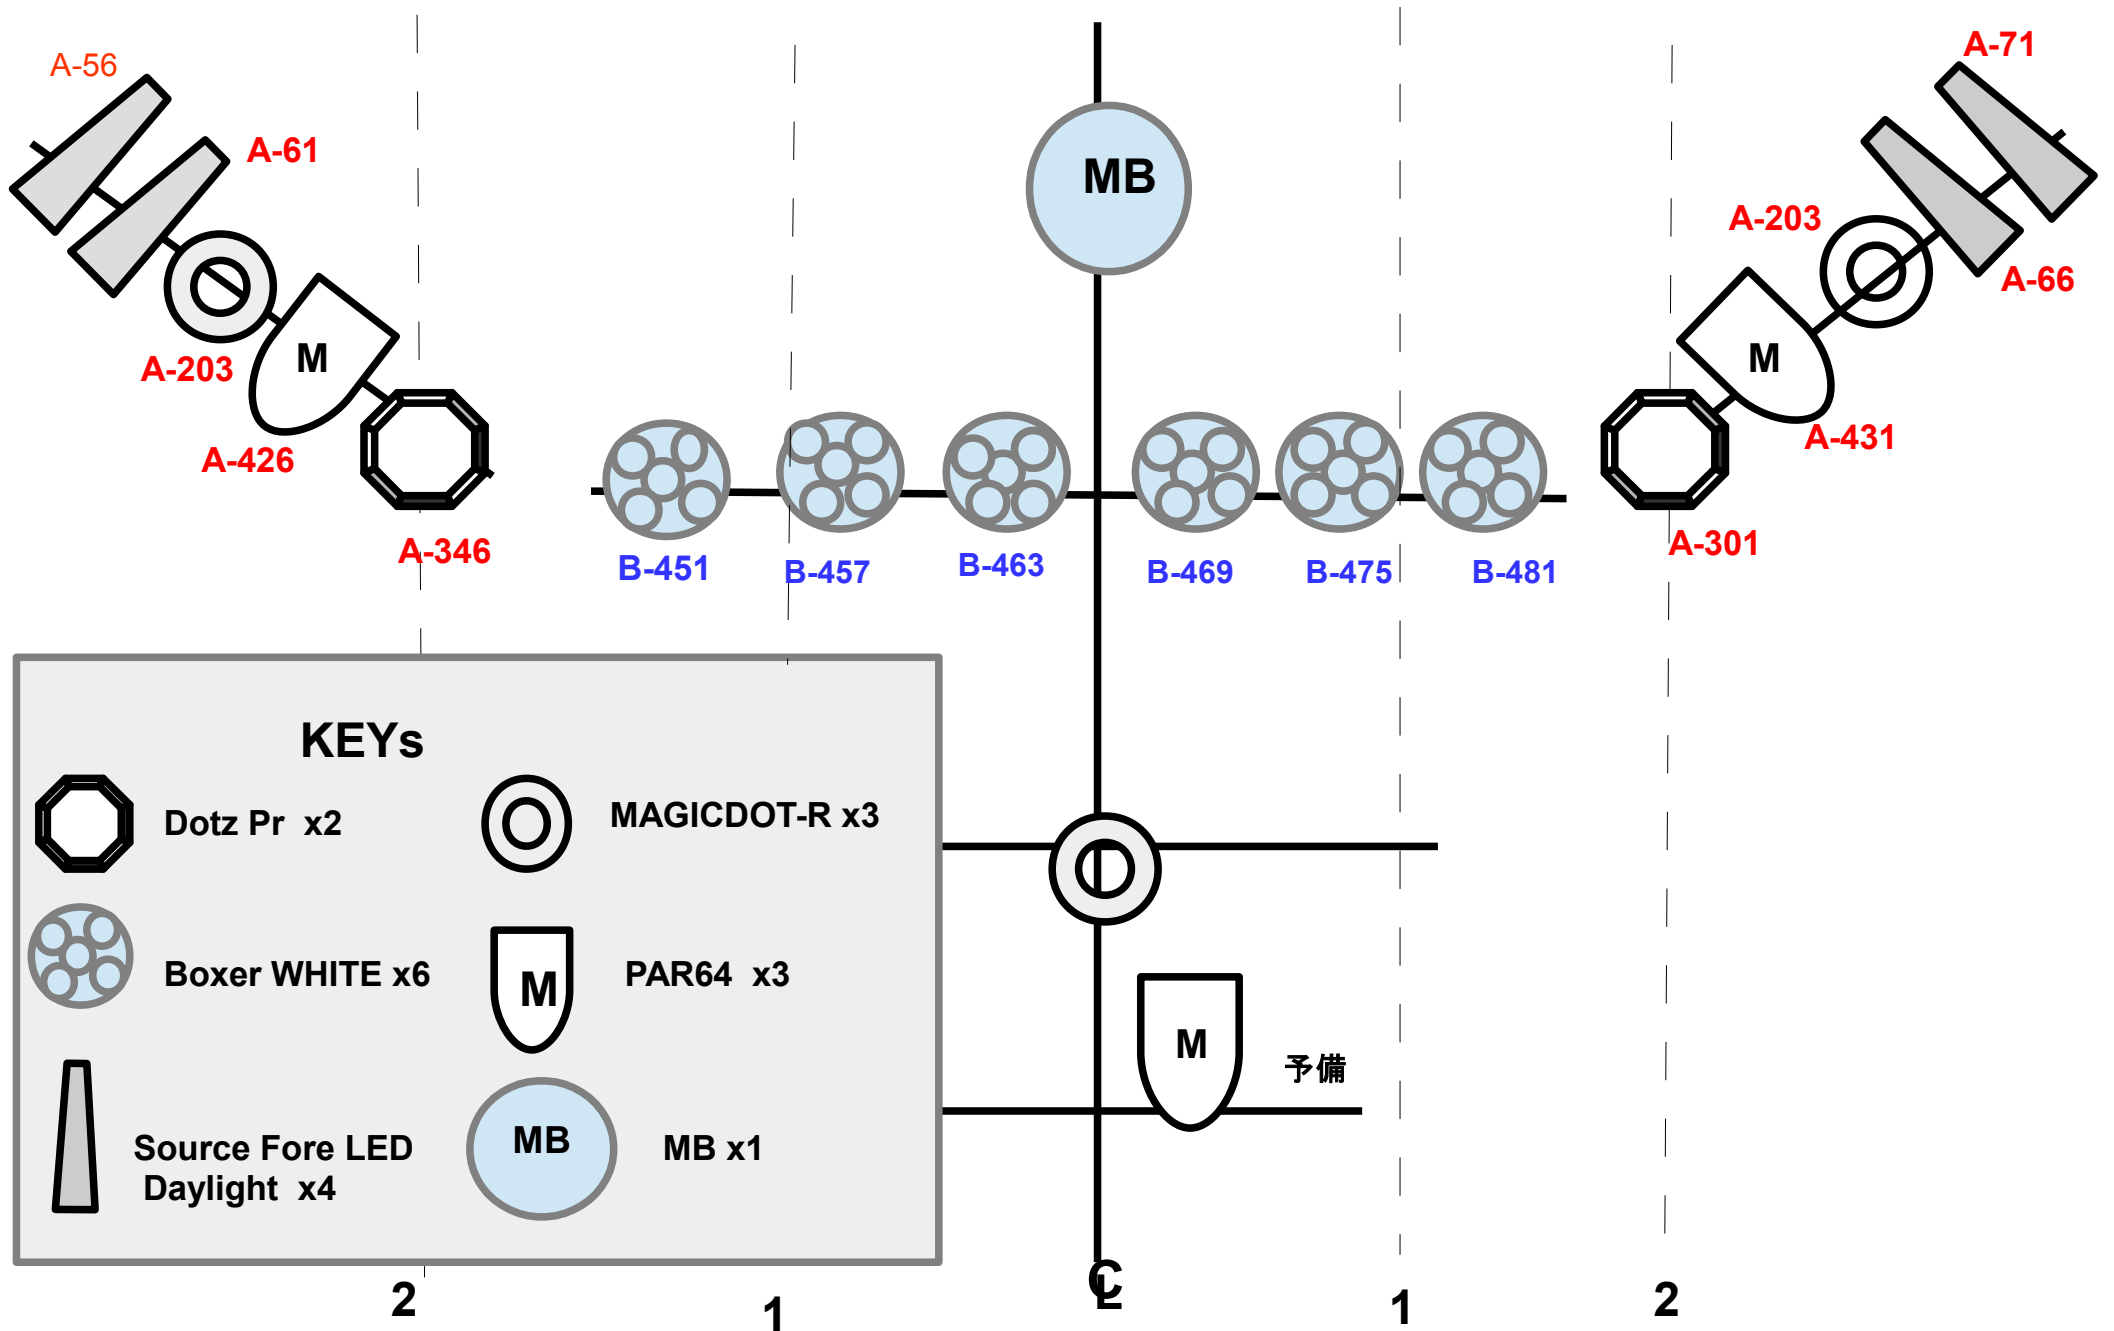 A-56
A-71
A-61
MB
A-203
A-66
M
A-203
M
A-426
A-431
A-346
A-301
B-451
B-457
B-463
B-469
B-475
B-481
KEYs
Dotz Pr x2
MAGICDOT-R x3
Boxer WHITE x6
M
PAR64 x3
M
予備
Source Fore LED
Daylight x4
MB
MB x1
2
1
CL
1
2